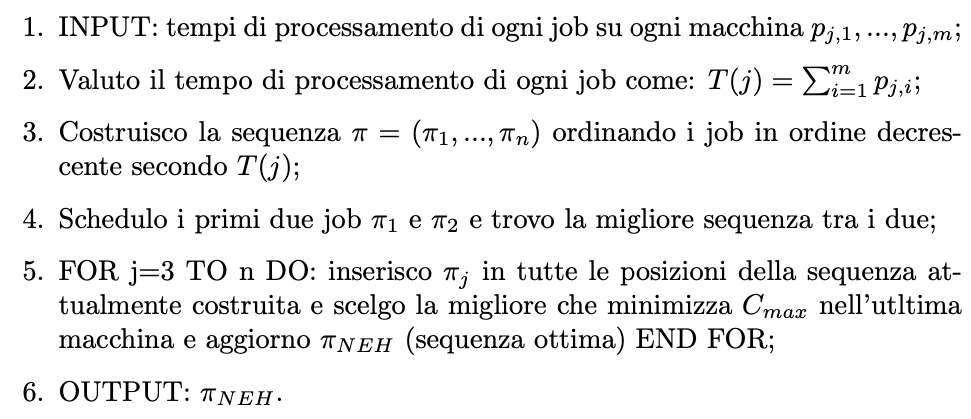 1. INPUT: tempi di processamento di ogni job su ogni macchina p_{j,1}, ..., p_{j,m};
2. Valuto il tempo di processamento di ogni job come: T(j) = ∑_{i=1}^{m} p_{j,i};
3. Costruisco la sequenza π = (π_1, ..., π_n) ordinando i job in ordine decres-
cente secondo T(j);
4. Schedulo i primi due job π_1 e π_2 e trovo la migliore sequenza tra i due;
5. FOR j=3 TO n DO: inserisco π_j in tutte le posizioni della sequenza at-
tualmente costruita e scelgo la migliore che minimizza C_{max} nell'utltima
macchina e aggiorno π_{NEH} (sequenza ottima) END FOR;
6. OUTPUT: π_{NEH}.